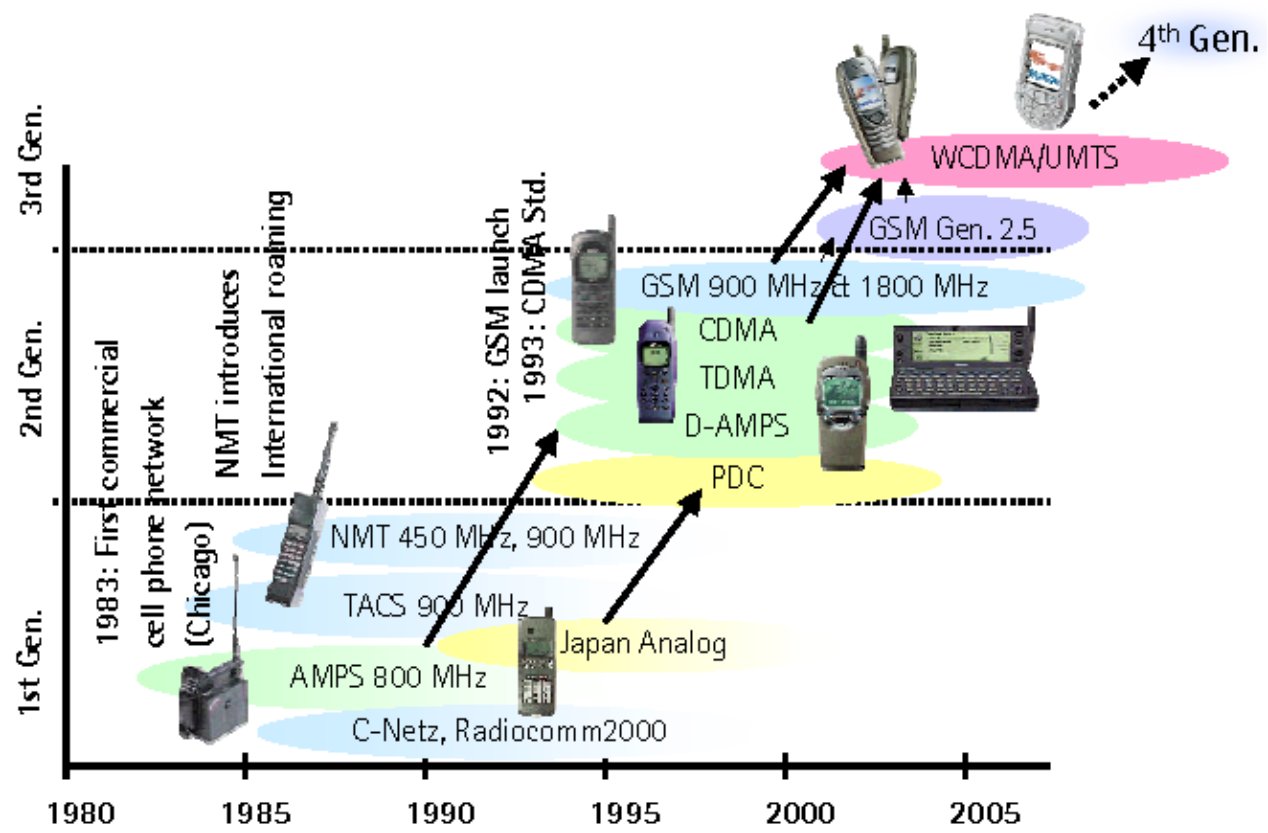 4th Gen.
3rd Gen.
WCDMA/UMTS
GSM Gen. 2.5
2nd Gen.
NMT introduces
International roaming
1992: GSM launch
1993: CDMA Std.
GSM 900 MHz & 1800 MHz
CDMA
TDMA
D-AMPS
PDC
1st Gen.
1983: First commercial
cell phone network
(Chicago)
NMT 450 MHz, 900 MHz
TACS 900 MHz
Japan Analog
AMPS 800 MHz
C-Netz, Radiocomm2000
1980 1985 1990 1995 2000 2005